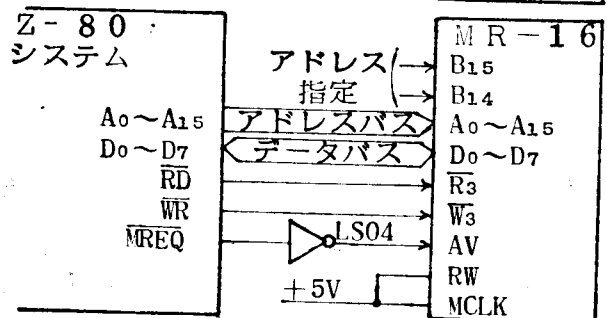 Z-80
システム
A0~A15
D0~D7
RD
WR
MREQ
アドレス
指定
アドレスバス
データバス
LS04
+5V
MR-16
B15
B14
A0~A15
D0~D7
R3
W3
AV
RW
MCLK